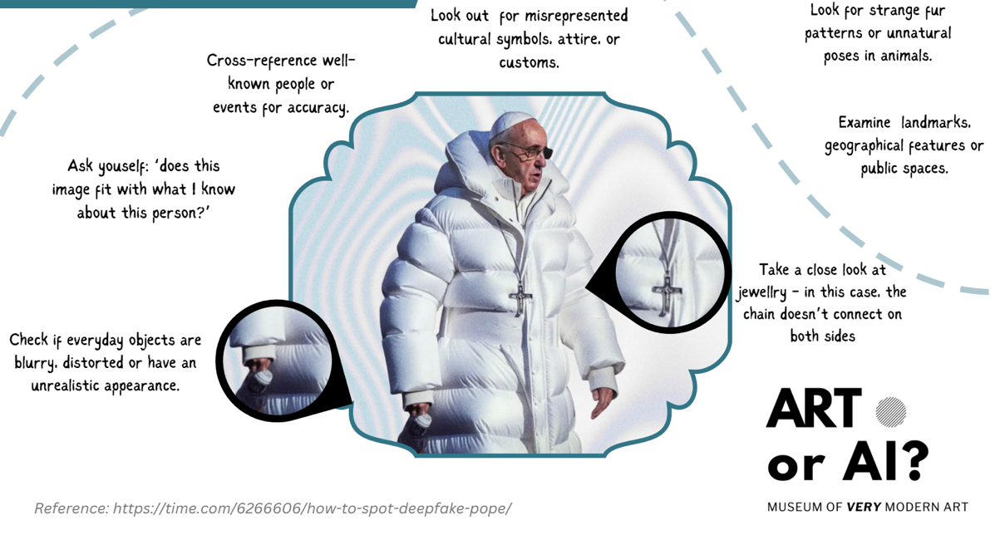 Look out for misrepresented
cultural symbols, attire, or
customs.
Look for strange fur
patterns or unnatural
poses in animals.
Cross-reference well-
known people or
events for accuracy.
Examine landmarks,
geographical features or
public spaces.
Ask youself: ‘does this
image fit with what I know
about this person?’
Take a close look at
jewellry - in this case, the
chain doesn't connect on
both sides
Check if everyday objects are
blurry, distorted or have an
unrealistic appearance.
ART
or AI?
MUSEUM OF VERY MODERN ART
Reference: https://time.com/6266606/how-to-spot-deepfake-pope/